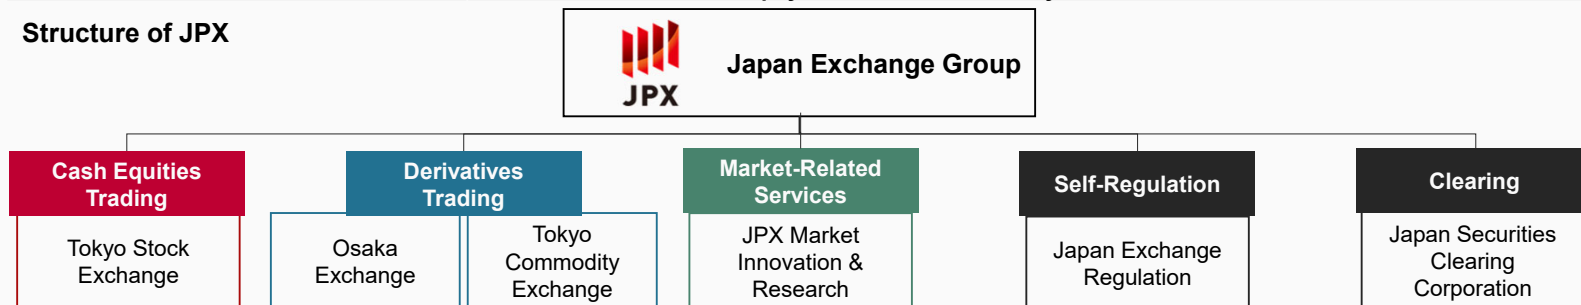 Structure of JPX
JPX
Japan Exchange Group
Cash Equities
Trading
Derivatives
Trading
Market-Related
Services
Self-Regulation
Clearing
Tokyo Stock
Exchange
Osaka
Exchange
Tokyo
Commodity
Exchange
JPX Market
Innovation &
Research
Japan Exchange
Regulation
Japan Securities
Clearing
Corporation